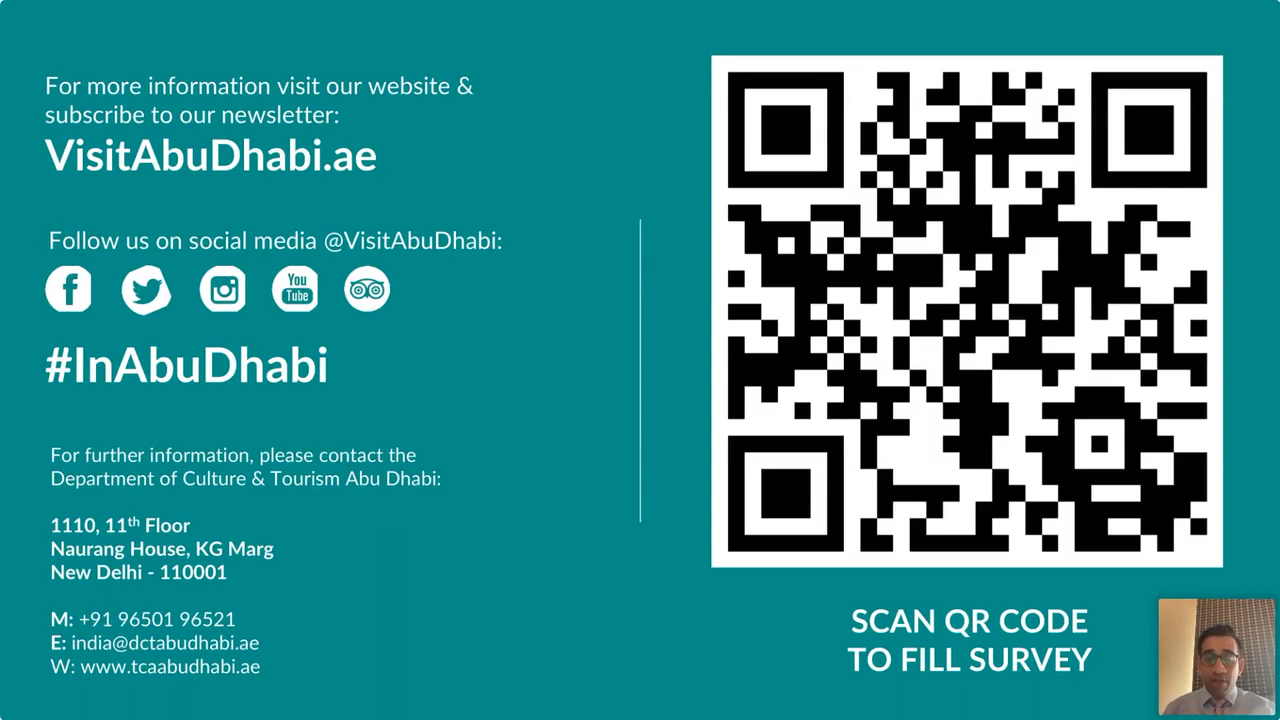 For more information visit our website &
subscribe to our newsletter:
VisitAbuDhabi.ae
Follow us on social media @VisitAbuDhabi:
You
Tube
#InAbuDhabi
For further information, please contact the
Department of Culture & Tourism Abu Dhabi:
1110, 11th Floor
Naurang House, KG Marg
New Delhi - 110001
M: +91 96501 96521
E: india@dctabudhabi.ae
W: www.tcaabudhabi.ae
SCAN QR CODE
TO FILL SURVEY